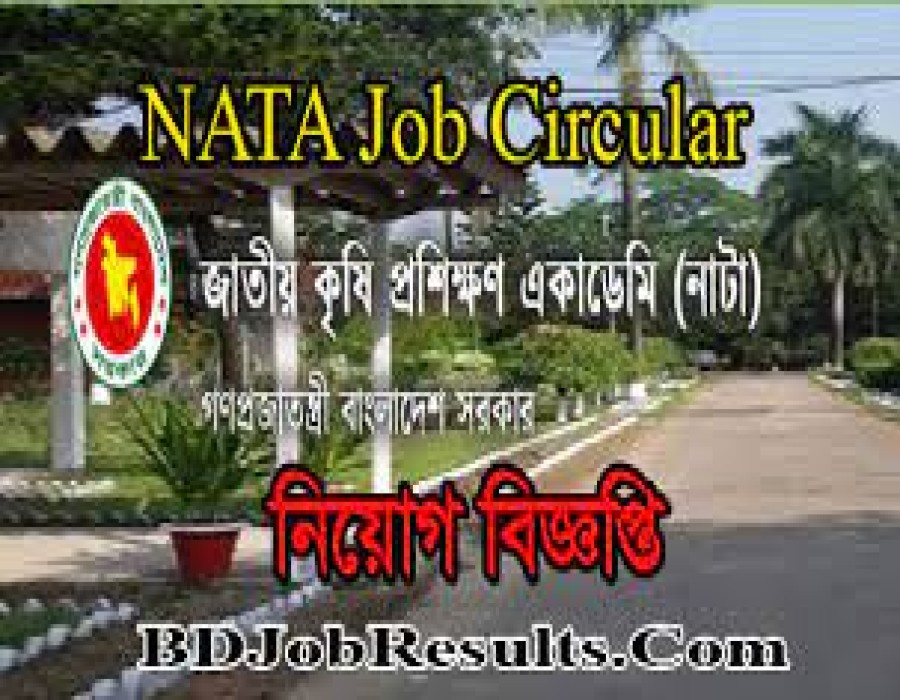 NATA Job Circular
জাতীয় কৃষি প্রশিক্ষণ একাডেমি (নাটা)
গণপ্রজাতন্ত্রী বাংলাদেশ সরকার
নিয়োগ বিজ্ঞপ্তি
BDJobResults.Com